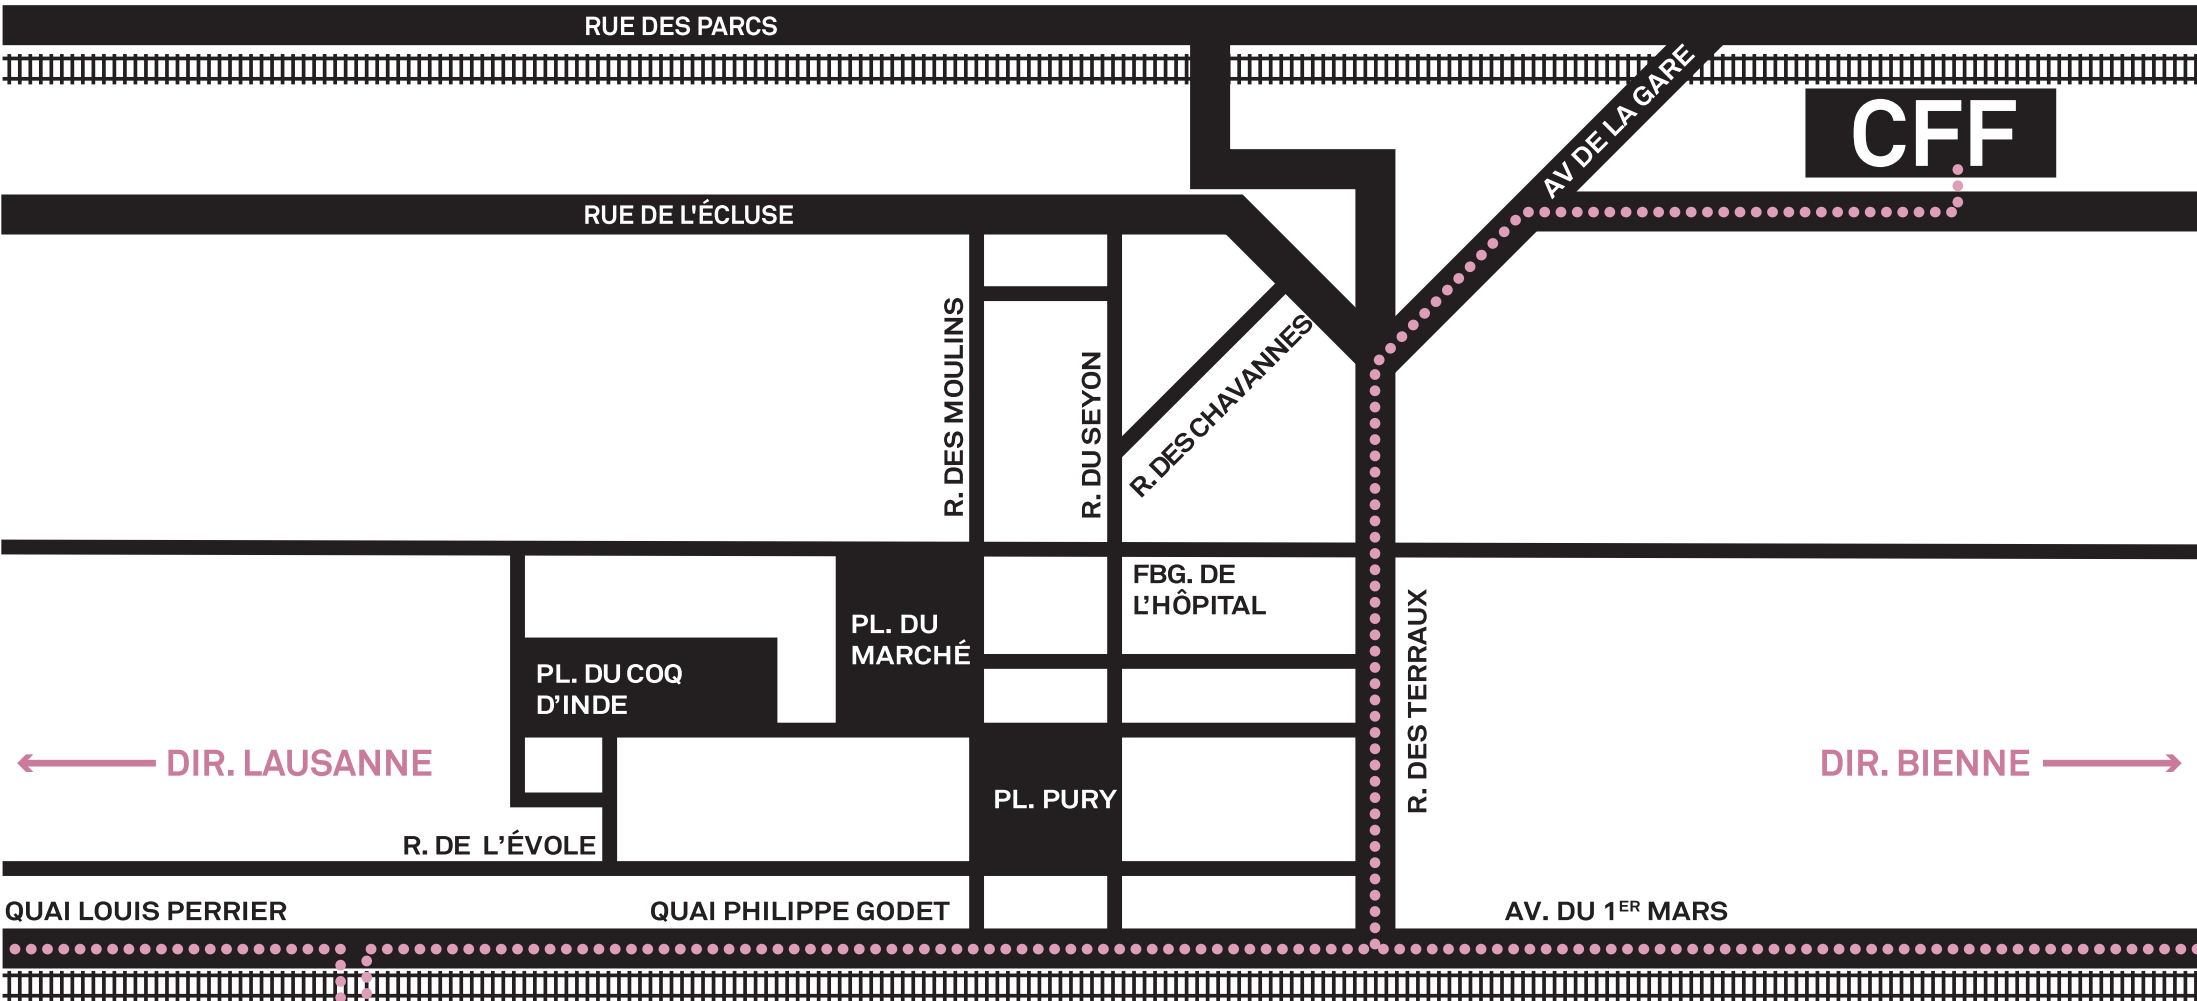 RUE DES PARCS
AV DE LA GARE
CFF
RUE DE L'ÉCLUSE
R. DES MOULINS
R. DU SEYON
R. DES CHAVANNES
FBG. DE
L’HÔPITAL
R. DES TERRAUX
PL. DU
MARCHÉ
PL. DU COQ
D’INDE
DIR. LAUSANNE
DIR. BIENNE
PL. PURY
R. DE L’ÉVOLE
QUAI LOUIS PERRIER
QUAI PHILIPPE GODET
AV. DU 1ER MARS